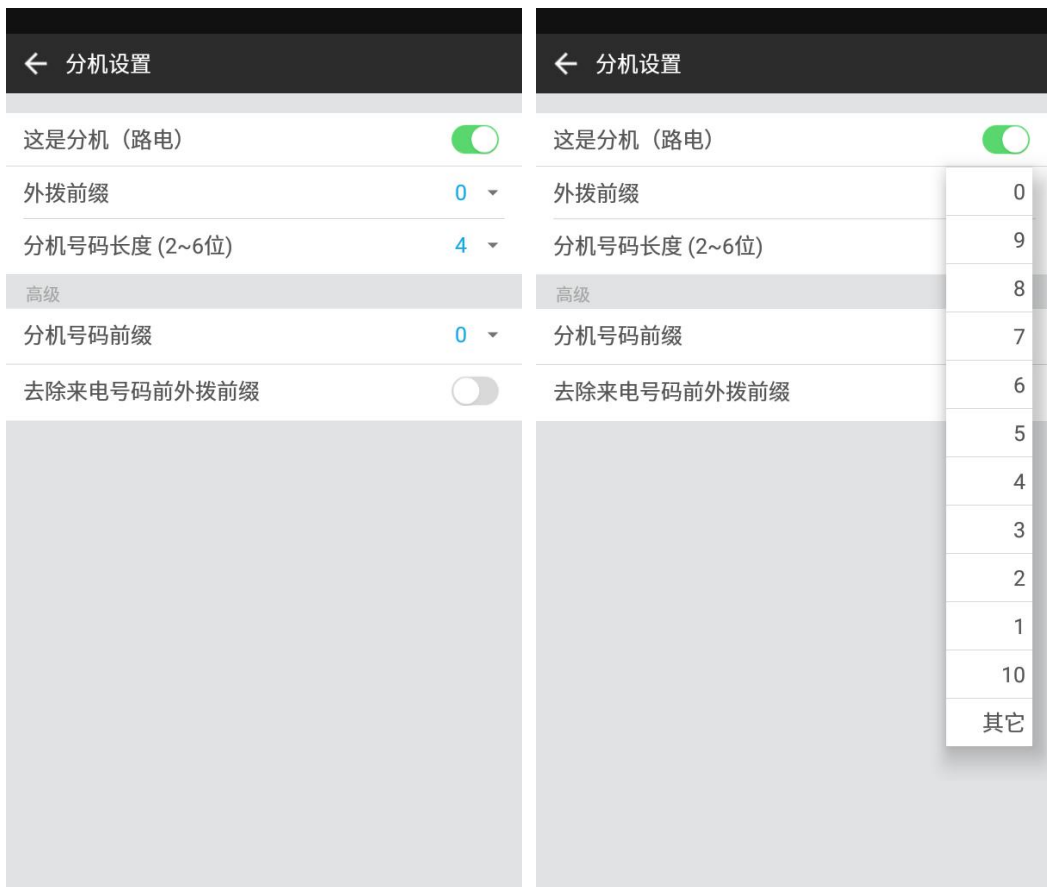 分机设置
这是分机（路电）
外拨前缀 0
分机号码长度 (2~6位) 4
高级
分机号码前缀 0
去除来电号码前外拨前缀
分机设置
这是分机（路电）
外拨前缀
分机号码长度 (2~6位)
高级
分机号码前缀
去除来电号码前外拨前缀
0
9
8
7
6
5
4
3
2
1
10
其它